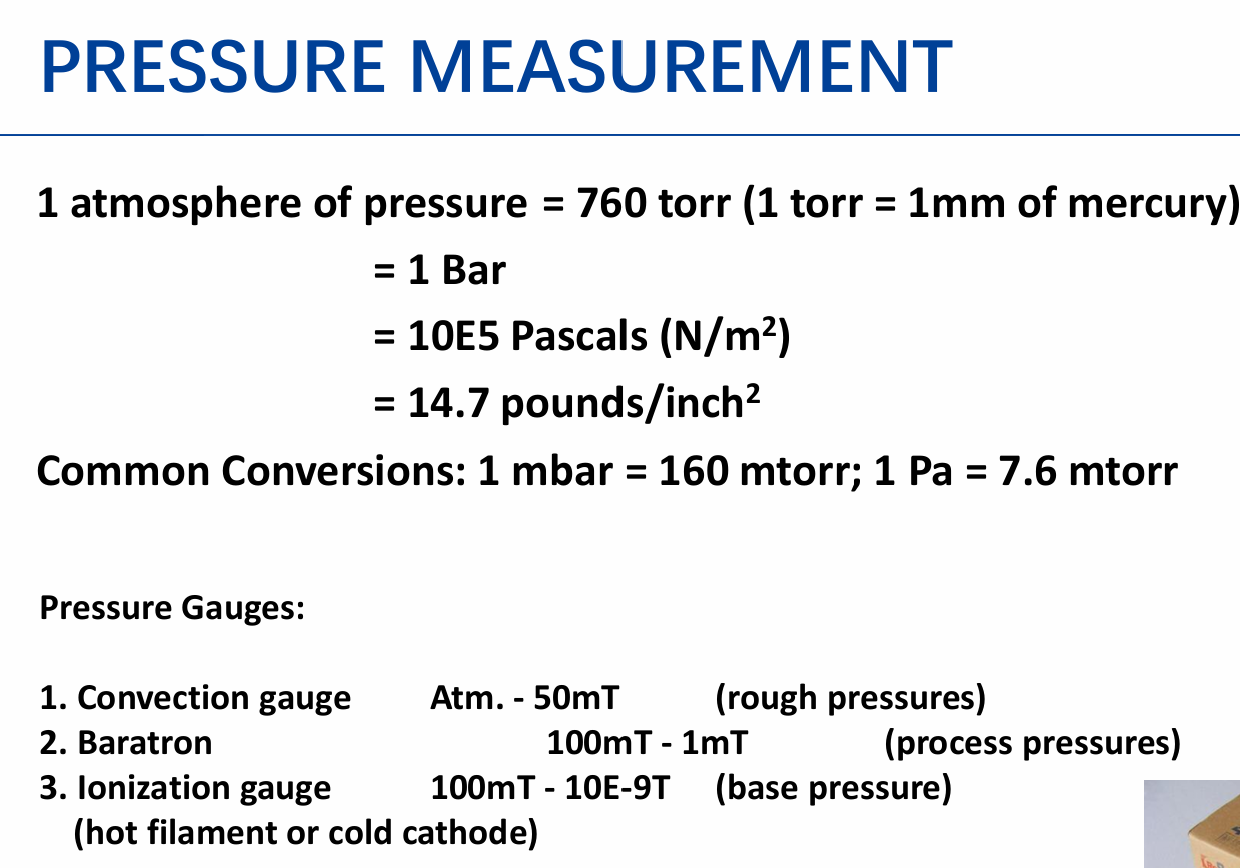 PRESSURE MEASUREMENT
1 atmosphere of pressure = 760 torr (1 torr = 1mm of mercury)
= 1 Bar
= 10E5 Pascals (N/m²)
= 14.7 pounds/inch²
Common Conversions: 1 mbar = 160 mtorr; 1 Pa = 7.6 mtorr
Pressure Gauges:
1. Convection gauge Atm. - 50mT (rough pressures)
2. Baratron 100mT - 1mT (process pressures)
3. Ionization gauge 100mT - 10E-9T (base pressure)
(hot filament or cold cathode)